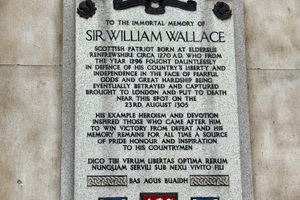 TO THE IMMORTAL MEMORY OF
SIR WILLIAM WALLACE
SCOTTISH PATRIOT BORN AT ELDERSLIE
RENFREWSHIRE CIRCA 1270 A.D. WHO FROM
THE YEAR 1296 FOUGHT DAUNTLESSLY
IN DEFENCE OF HIS COUNTRY'S LIBERTY AND
INDEPENDENCE IN THE FACE OF FEARFUL
ODDS AND GREAT HARDSHIP BEING
EVENTUALLY BETRAYED AND CAPTURED
BROUGHT TO LONDON AND PUT TO DEATH
NEAR THIS SPOT ON THE
23RD AUGUST 1305
HIS EXAMPLE HEROISM AND DEVOTION
INSPIRED THOSE WHO CAME AFTER HIM
TO WIN VICTORY FROM DEFEAT AND HIS
MEMORY REMAINS FOR ALL TIME A SOURCE
OF PRIDE HONOUR AND INSPIRATION
TO HIS COUNTRYMEN
DICO TIBI VERUM LIBERTAS OPTIMA RERUM
NUNQUAM SERVILI SUB NEXU VIVITO FILI
BAS AGUS BUAIDH